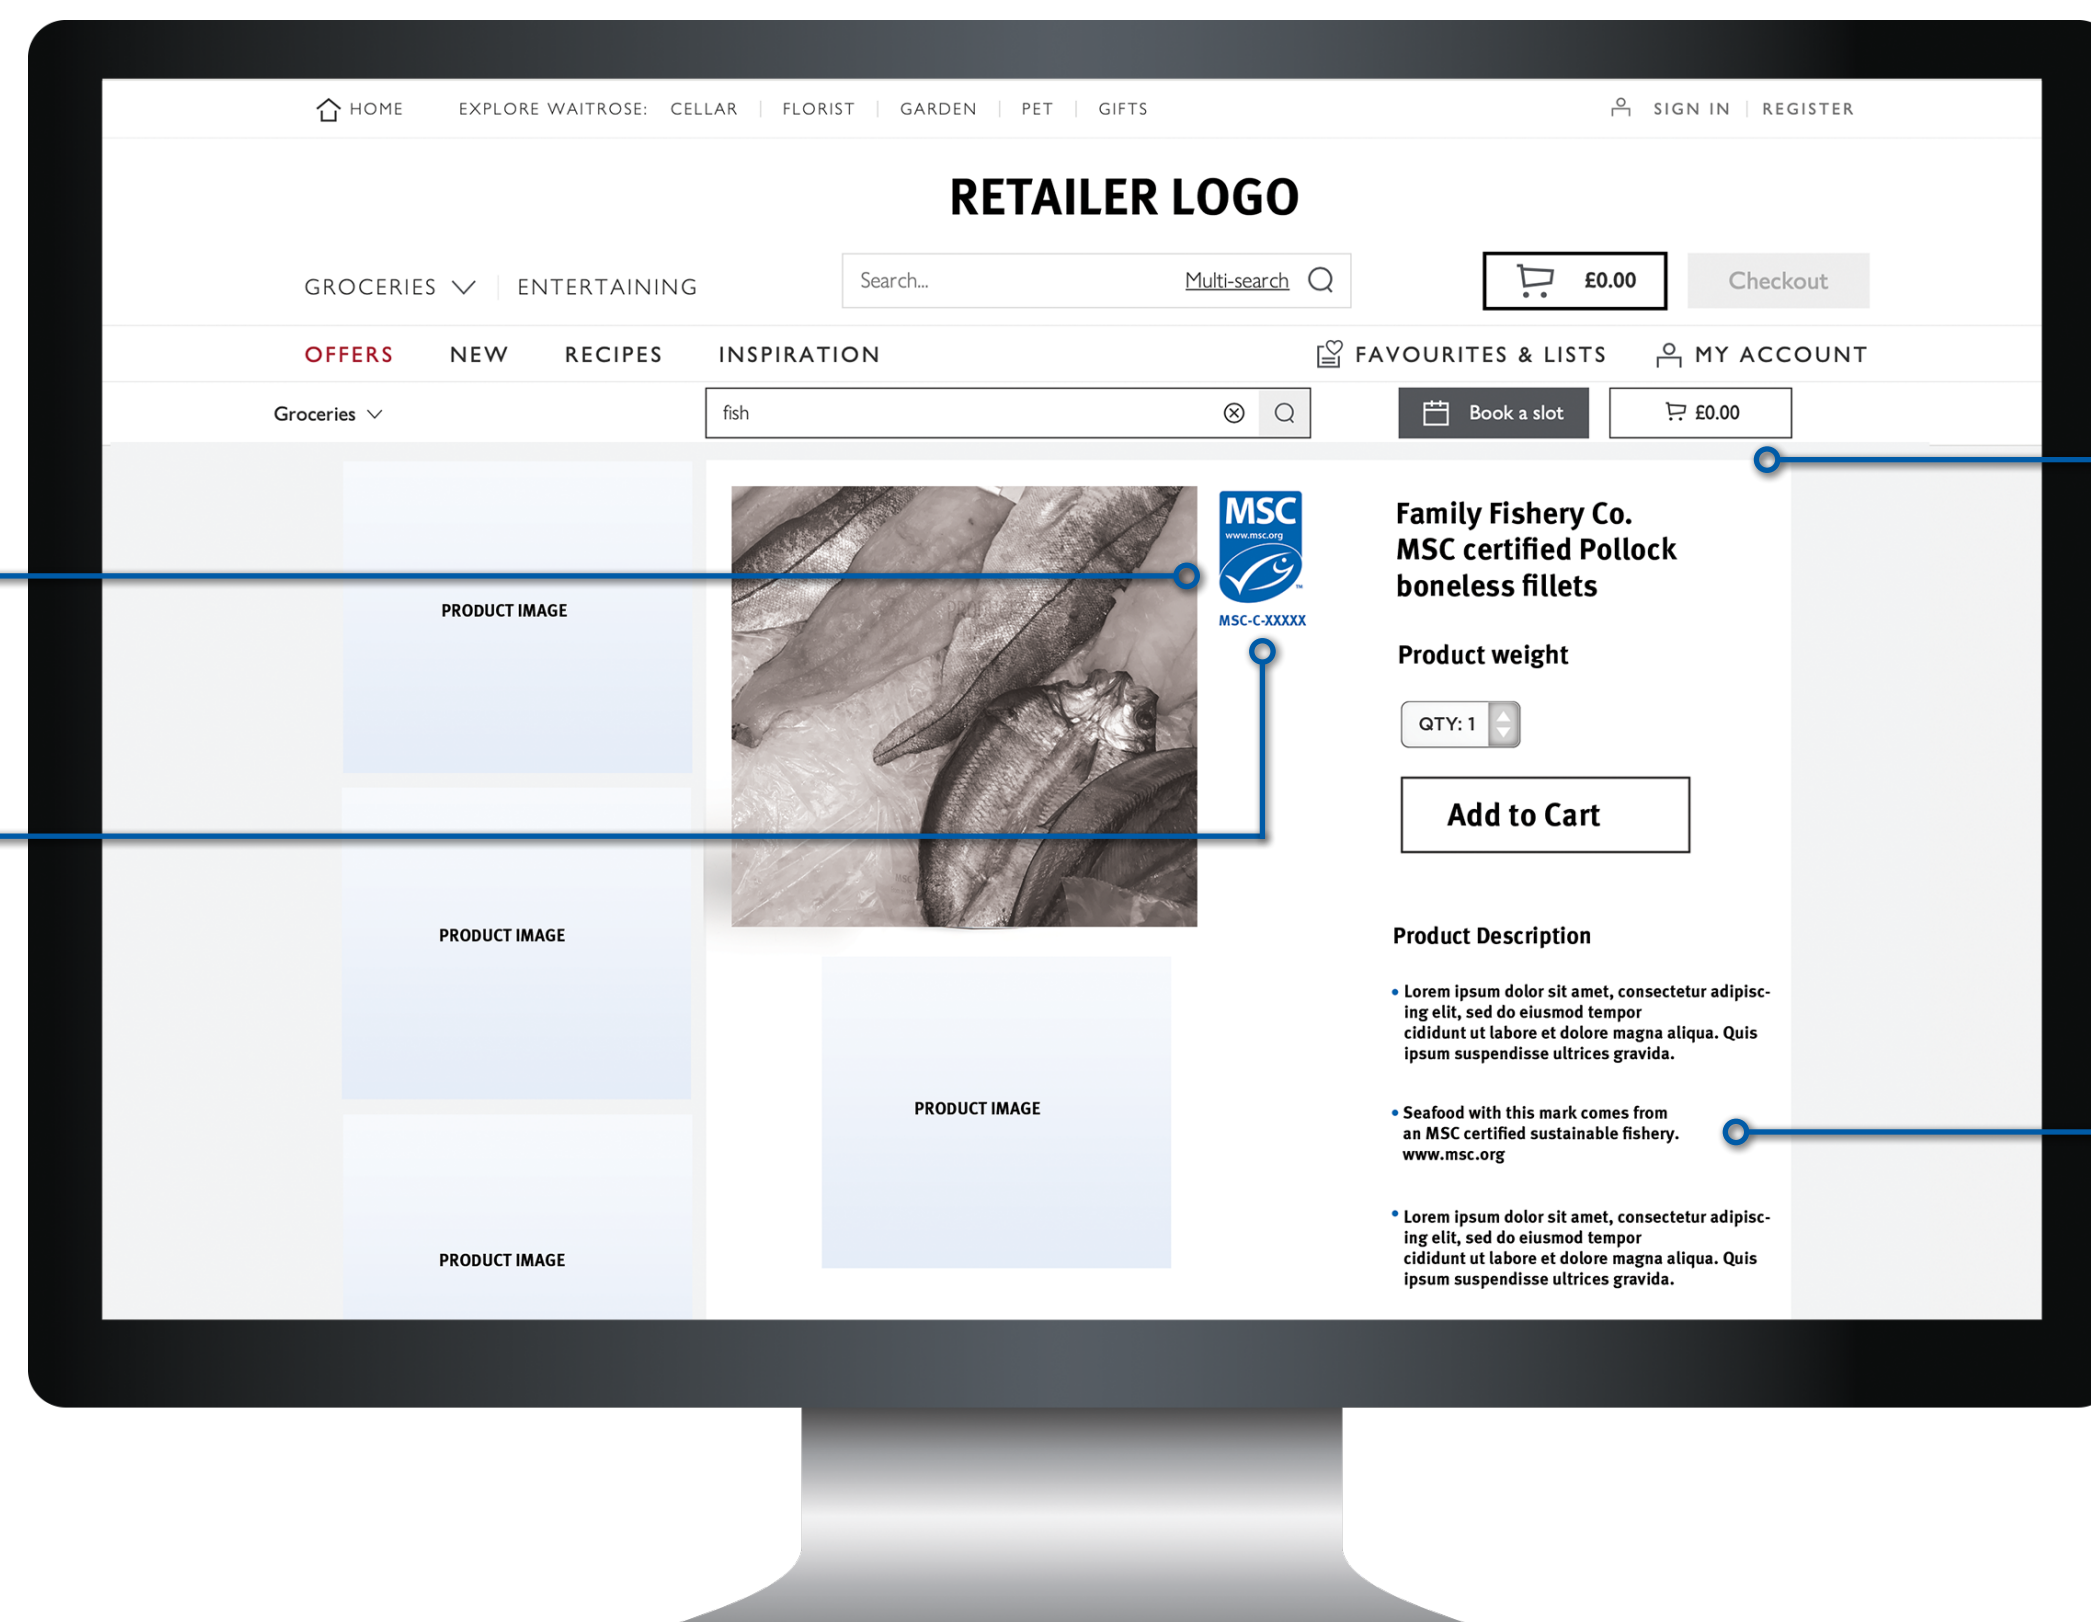 HOME EXPLORE WAITROSE: CELLAR FLORIST GARDEN PET GIFTS SIGN IN REGISTER
RETAILER LOGO
GROCERIES ENTERTAINING Search... Multi-search £0.00 Checkout
OFFERS NEW RECIPES INSPIRATION FAVOURITES & LISTS MY ACCOUNT
Groceries fish Book a slot £0.00
PRODUCT IMAGE
PRODUCT IMAGE
PRODUCT IMAGE
MSC
www.msc.org
TM
MSC-C-XXXXX
PRODUCT IMAGE
Family Fishery Co.
MSC certified Pollock
boneless fillets
Product weight
QTY: 1
Add to Cart
Product Description
• Lorem ipsum dolor sit amet, consectetur adipisc-
ing elit, sed do eiusmod tempor
cididunt ut labore et dolore magna aliqua. Quis
ipsum suspendisse ultrices gravida.
• Seafood with this mark comes from
an MSC certified sustainable fishery.
www.msc.org
• Lorem ipsum dolor sit amet, consectetur adipisc-
ing elit, sed do eiusmod tempor
cididunt ut labore et dolore magna aliqua. Quis
ipsum suspendisse ultrices gravida.